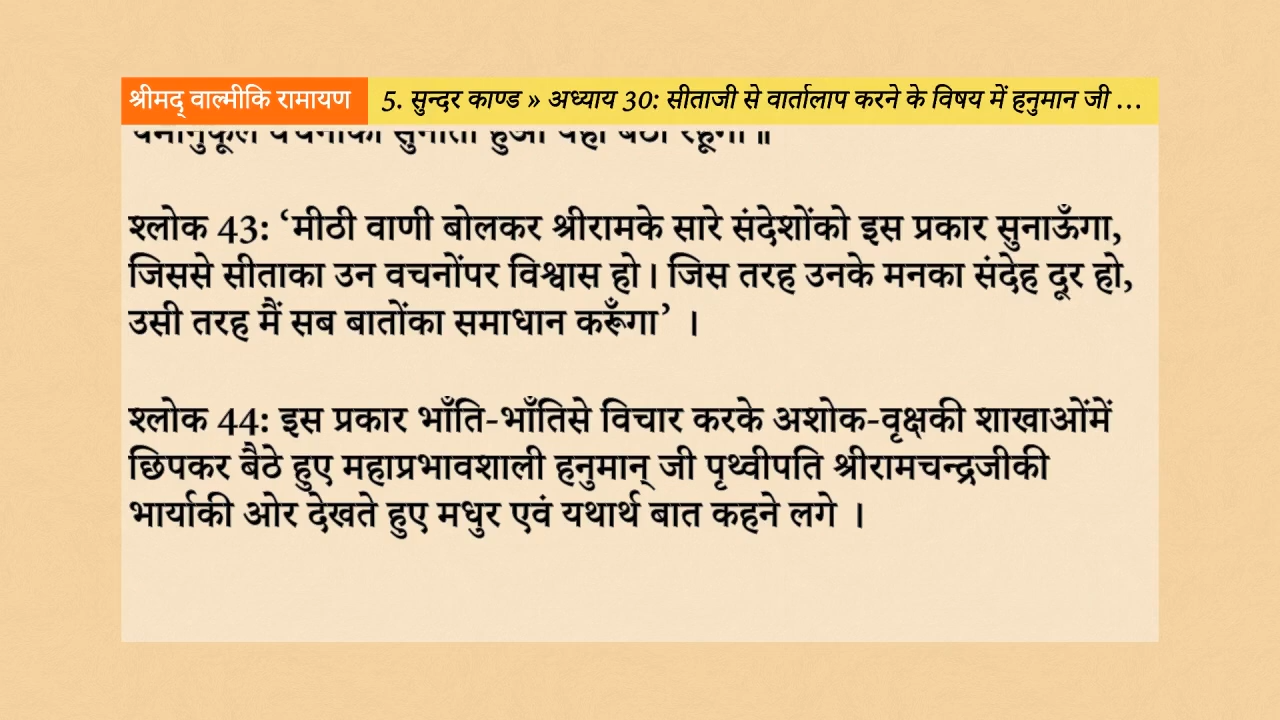 श्रीमद् वाल्मीकि रामायण
5. सुन्दर काण्ड » अध्याय 30: सीताजी से वार्तालाप करने के विषय में हनुमान जी ...
हुआ यहीं बैठा रहूँगा॥
श्लोक 43: ‘मीठी वाणी बोलकर श्रीरामके सारे संदेशोंको इस प्रकार सुनाऊँगा,
जिससे सीताका उन वचनोंपर विश्वास हो। जिस तरह उनके मनका संदेह दूर हो,
उसी तरह मैं सब बातोंका समाधान करूँगा’ ।
श्लोक 44: इस प्रकार भाँति-भाँतिसे विचार करके अशोक-वृक्षकी शाखाओंमें
छिपकर बैठे हुए महाप्रभावशाली हनुमान् जी पृथ्वीपति श्रीरामचन्द्रजीकी
भार्याकी ओर देखते हुए मधुर एवं यथार्थ बात कहने लगे ।